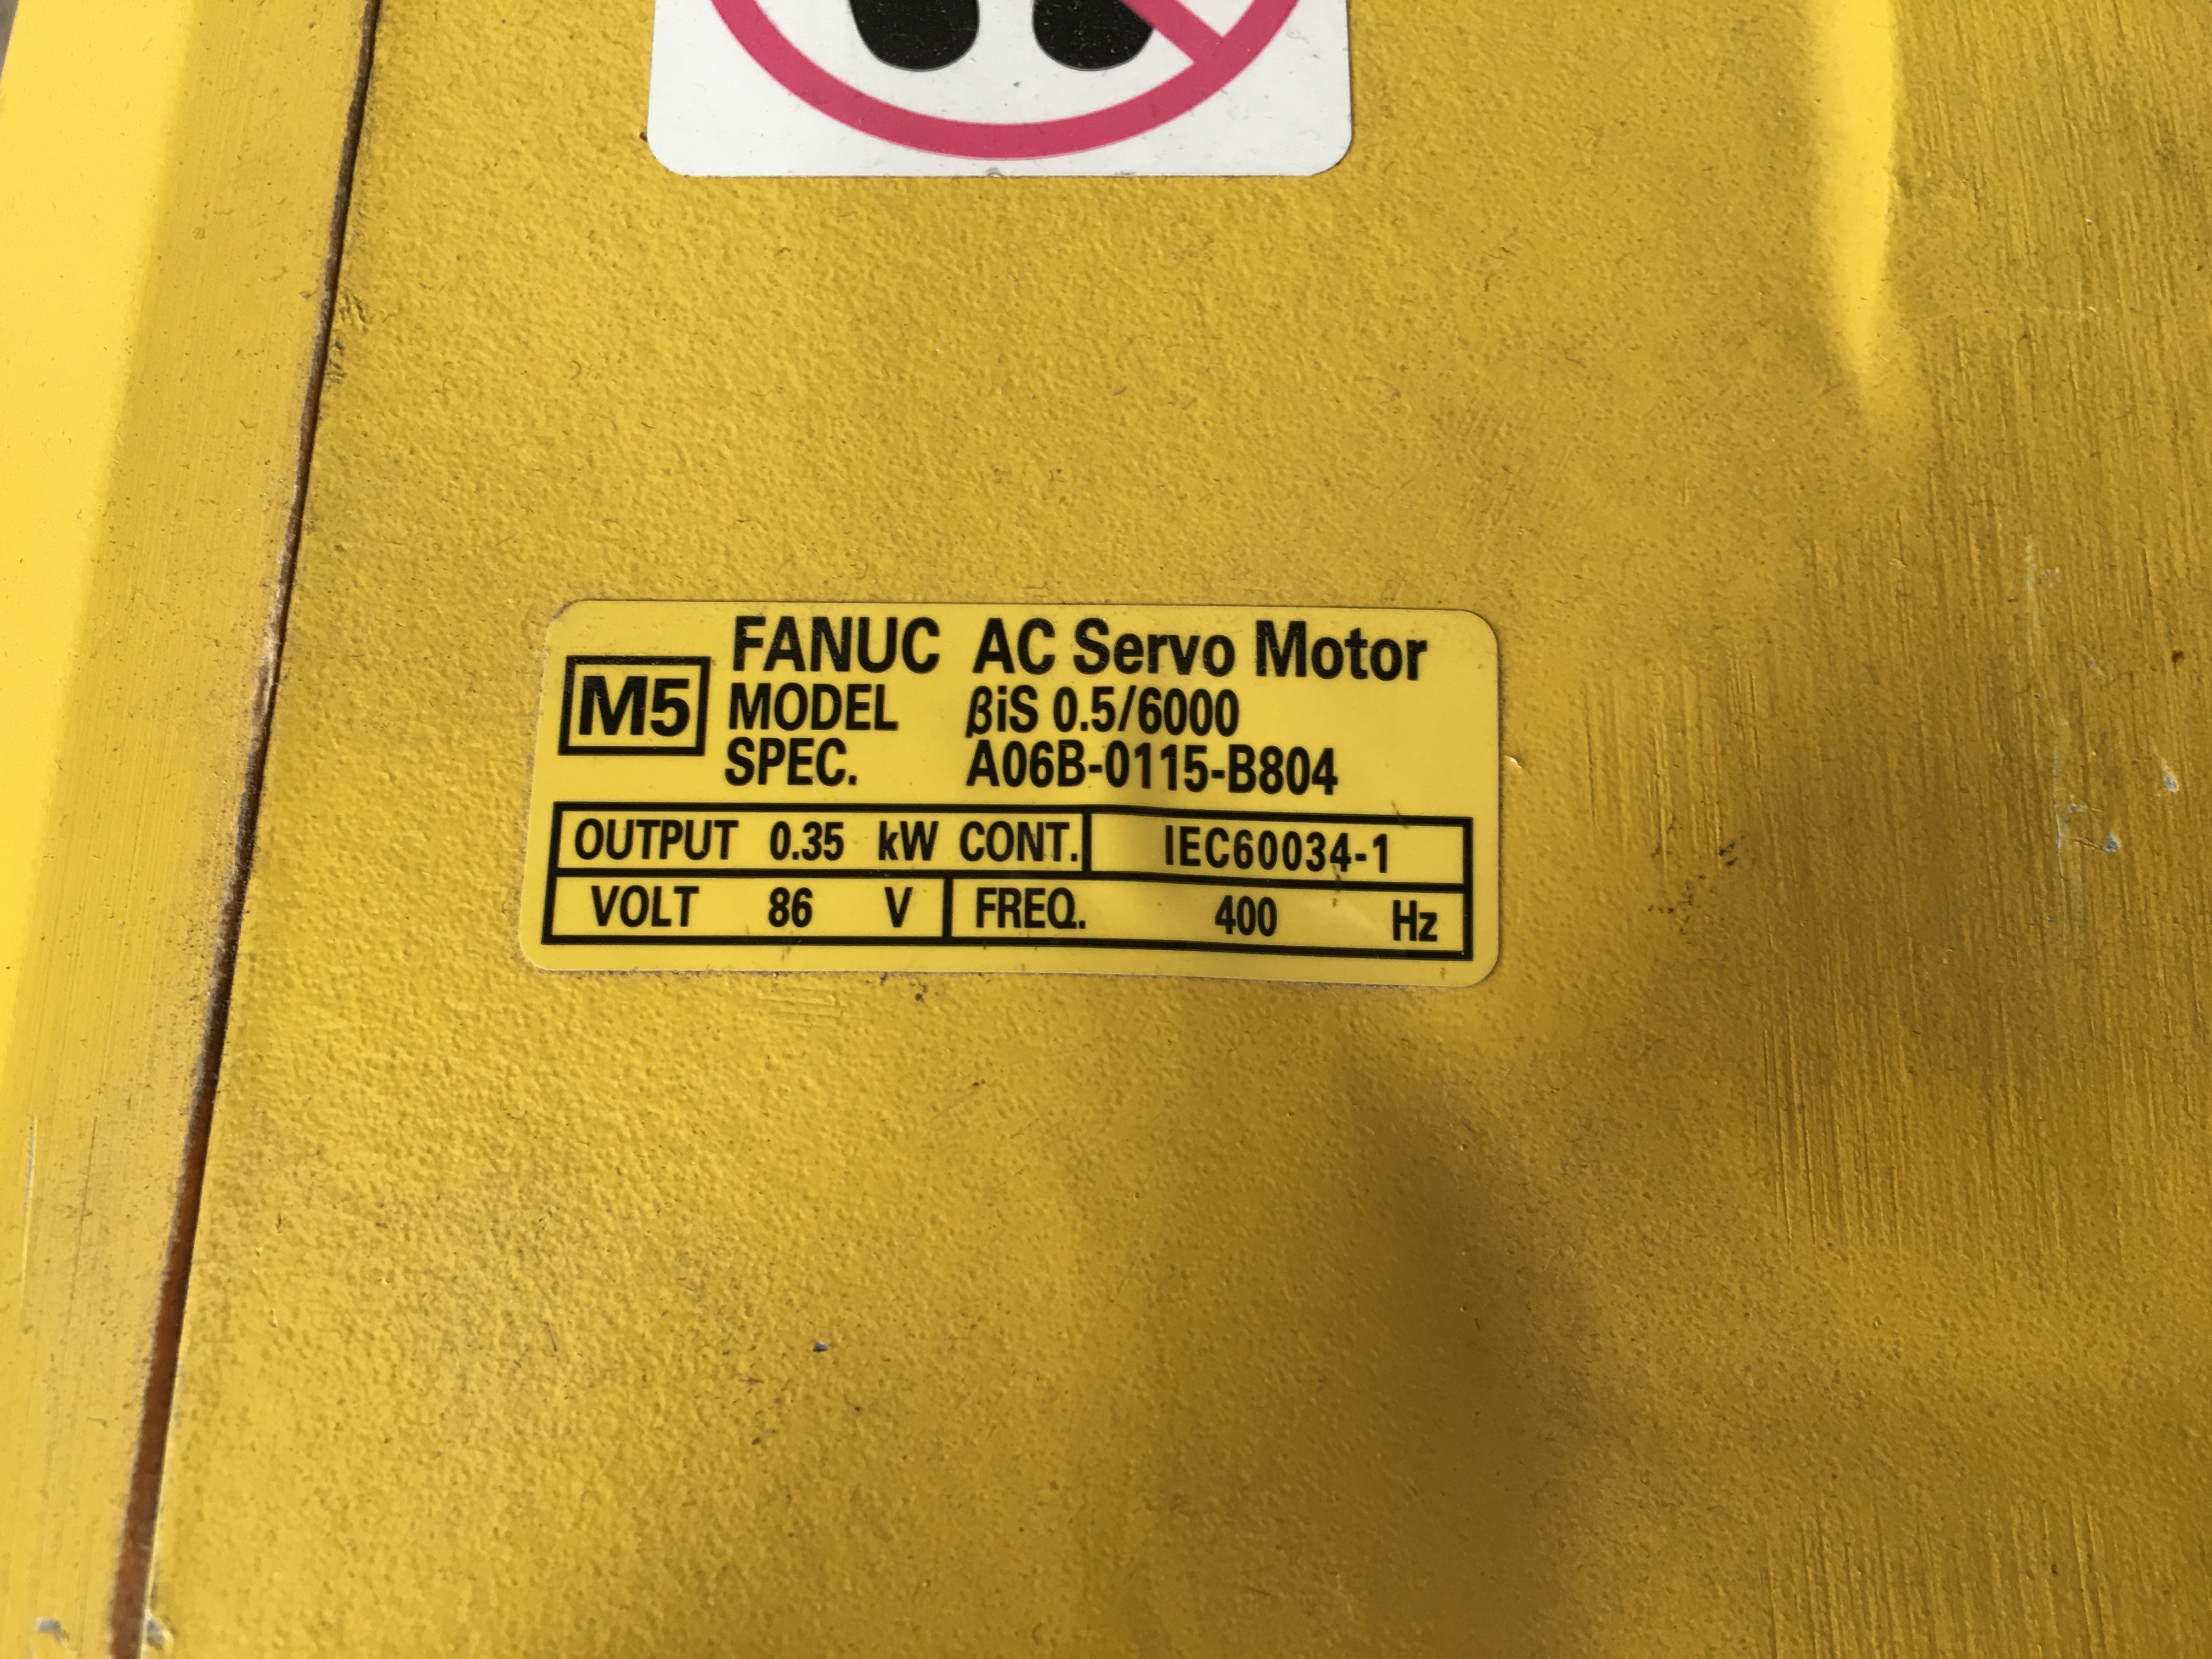 FANUC AC Servo Motor
M5 MODEL βiS 0.5/6000
SPEC. A06B-0115-B804
OUTPUT 0.35 kW CONT. IEC60034-1
VOLT 86 V FREQ. 400 Hz